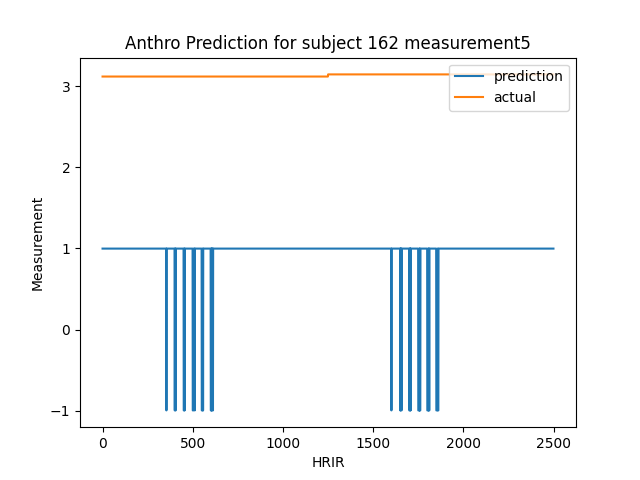 Anthro Prediction for subject 162 measurement5
prediction
actual
3
2
1
0
−1
Measurement
0 500 1000 1500 2000 2500
HRIR